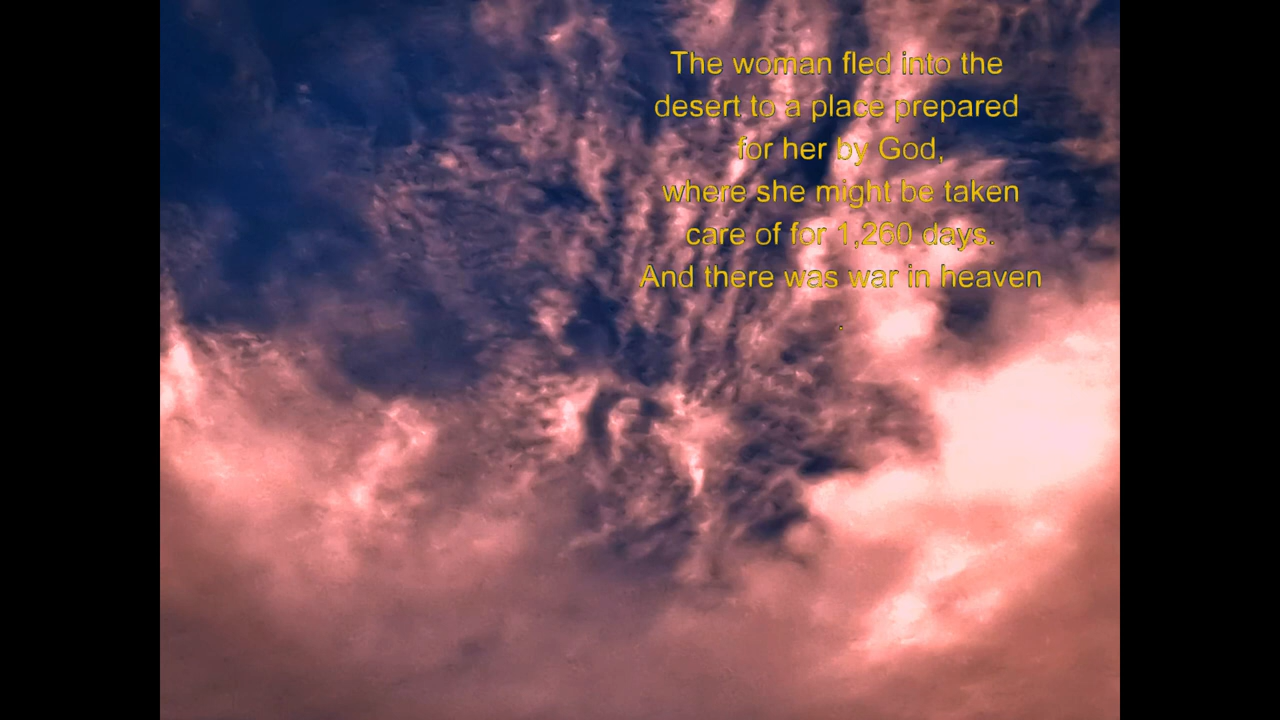 The woman fled into the
desert to a place prepared
for her by God,
where she might be taken
care of for 1,260 days.
And there was war in heaven
.